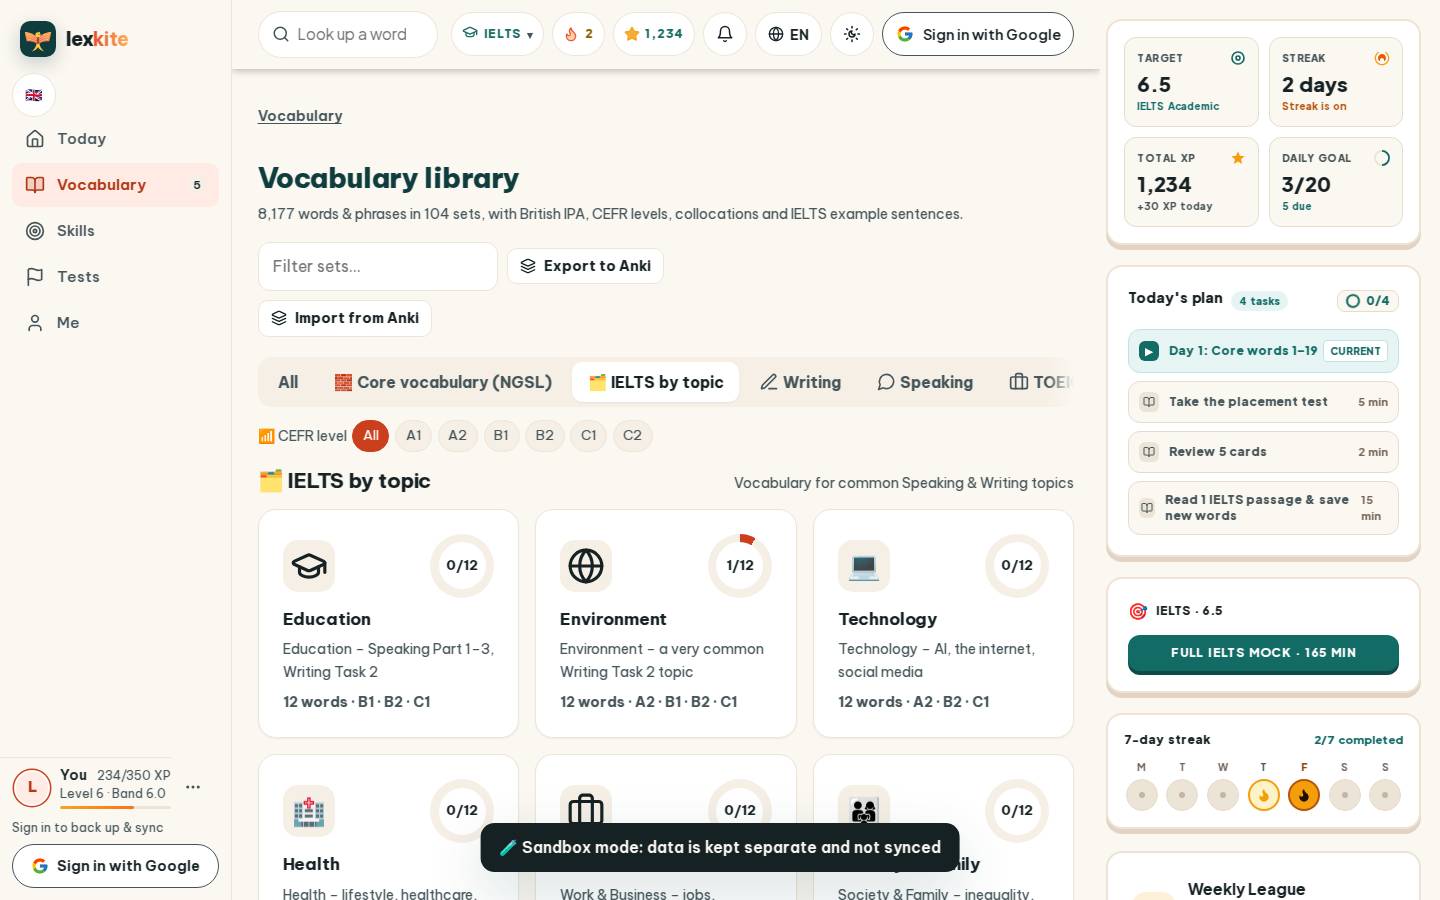 lexkite
Today
Vocabulary 5
Skills
Tests
Me
L
You 234/350 XP
Level 6 · Band 6.0
Sign in to back up & sync
Sign in with Google
Look up a word
IELTS ▾
2
1,234
EN
Sign in with Google
Vocabulary
Vocabulary library
8,177 words & phrases in 104 sets, with British IPA, CEFR levels, collocations and IELTS example sentences.
Filter sets...
Export to Anki
Import from Anki
All
Core vocabulary (NGSL)
IELTS by topic
Writing
Speaking
CEFR level All A1 A2 B1 B2 C1 C2
IELTS by topic
Vocabulary for common Speaking & Writing topics
0/12
Education
Education – Speaking Part 1–3,
Writing Task 2
12 words · B1 · B2 · C1
1/12
Environment
Environment – a very common
Writing Task 2 topic
12 words · A2 · B1 · B2 · C1
0/12
Technology
Technology – AI, the internet,
social media
12 words · A2 · B2 · C1
0/12
Health
Health – lifestyle, healthcare,
0/12
Work & Business – jobs,
0/12
Society & Family – inequality,
Sandbox mode: data is kept separate and not synced
TARGET
6.5
IELTS Academic
STREAK
2 days
Streak is on
TOTAL XP
1,234
+30 XP today
DAILY GOAL
3/20
5 due
Today's plan 4 tasks 0/4
Day 1: Core words 1–19 CURRENT
Take the placement test 5 min
Review 5 cards 2 min
Read 1 IELTS passage & save new words 15 min
IELTS · 6.5
FULL IELTS MOCK · 165 MIN
7-day streak 2/7 completed
M T W T F S S
Weekly League